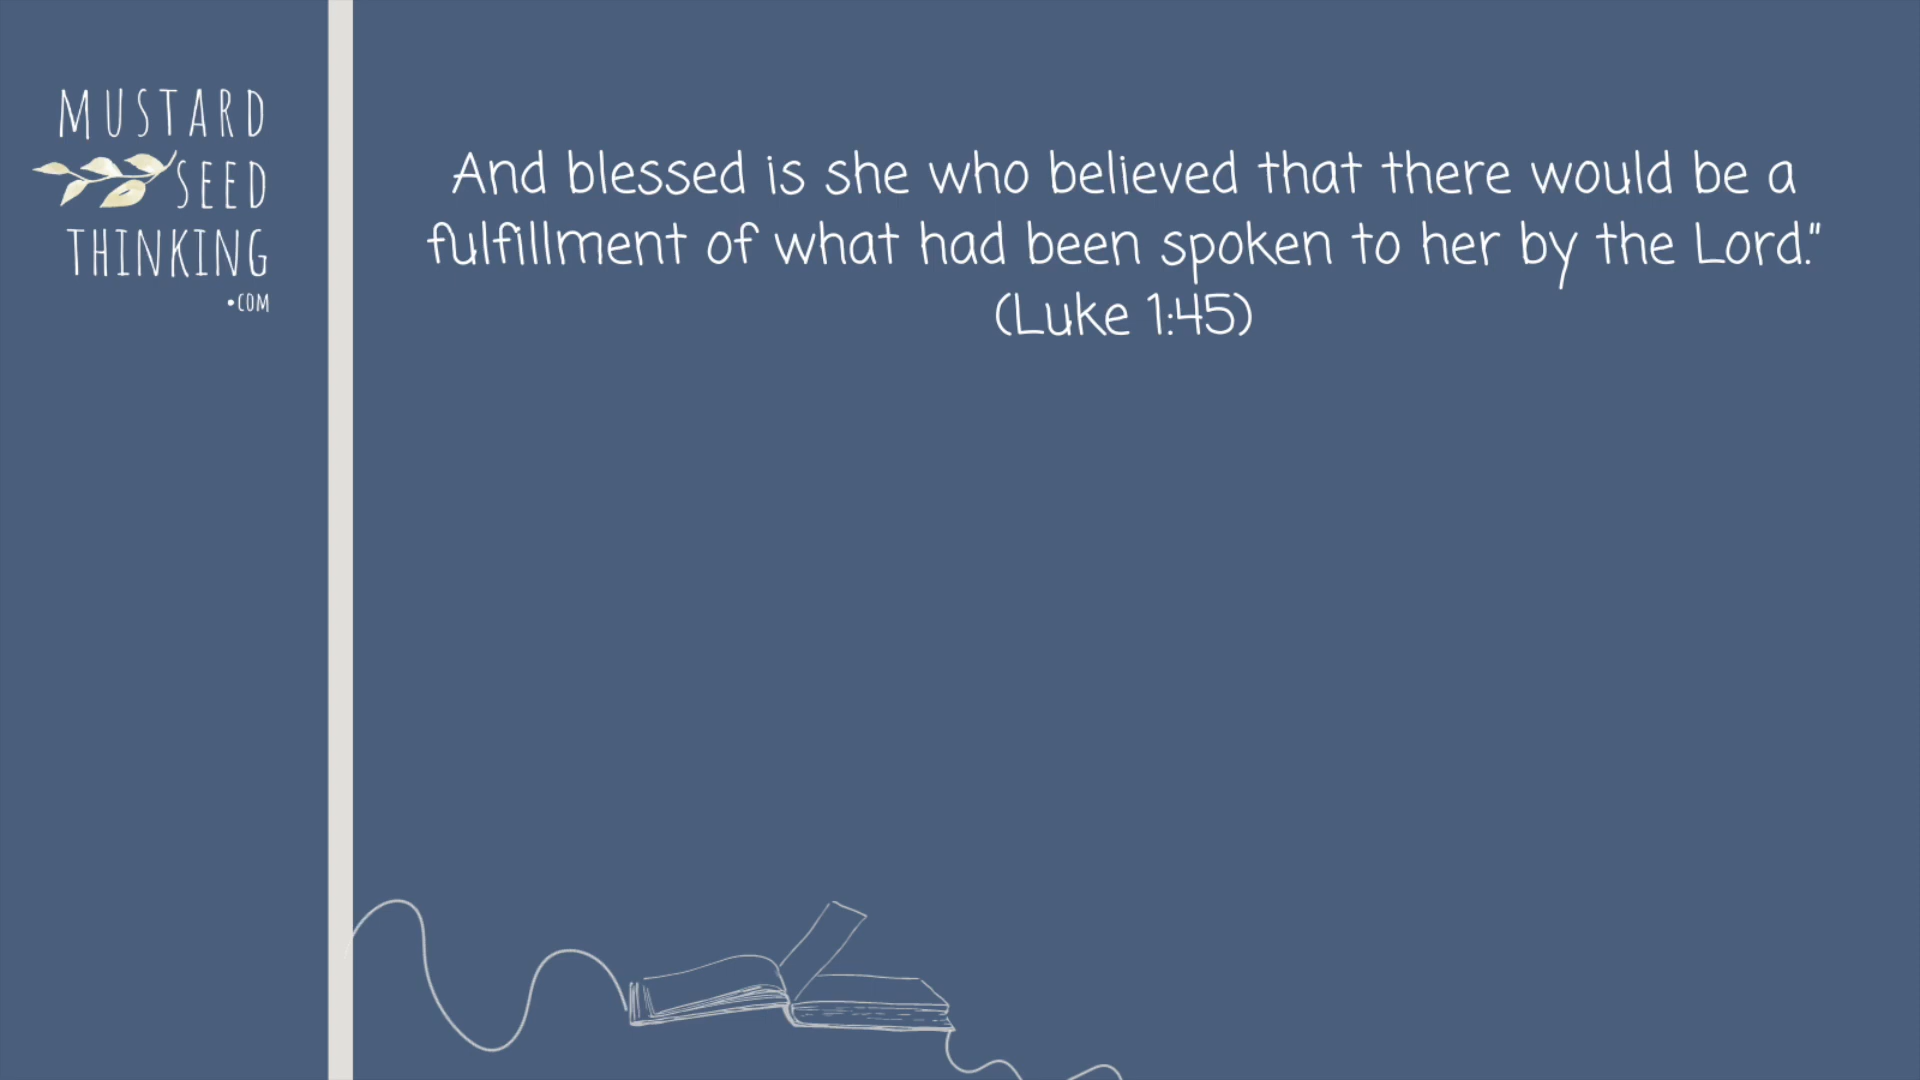 MUSTARD
SEED
THINKING
•COM
And blessed is she who believed that there would be a
fulfillment of what had been spoken to her by the Lord."
(Luke 1:45)